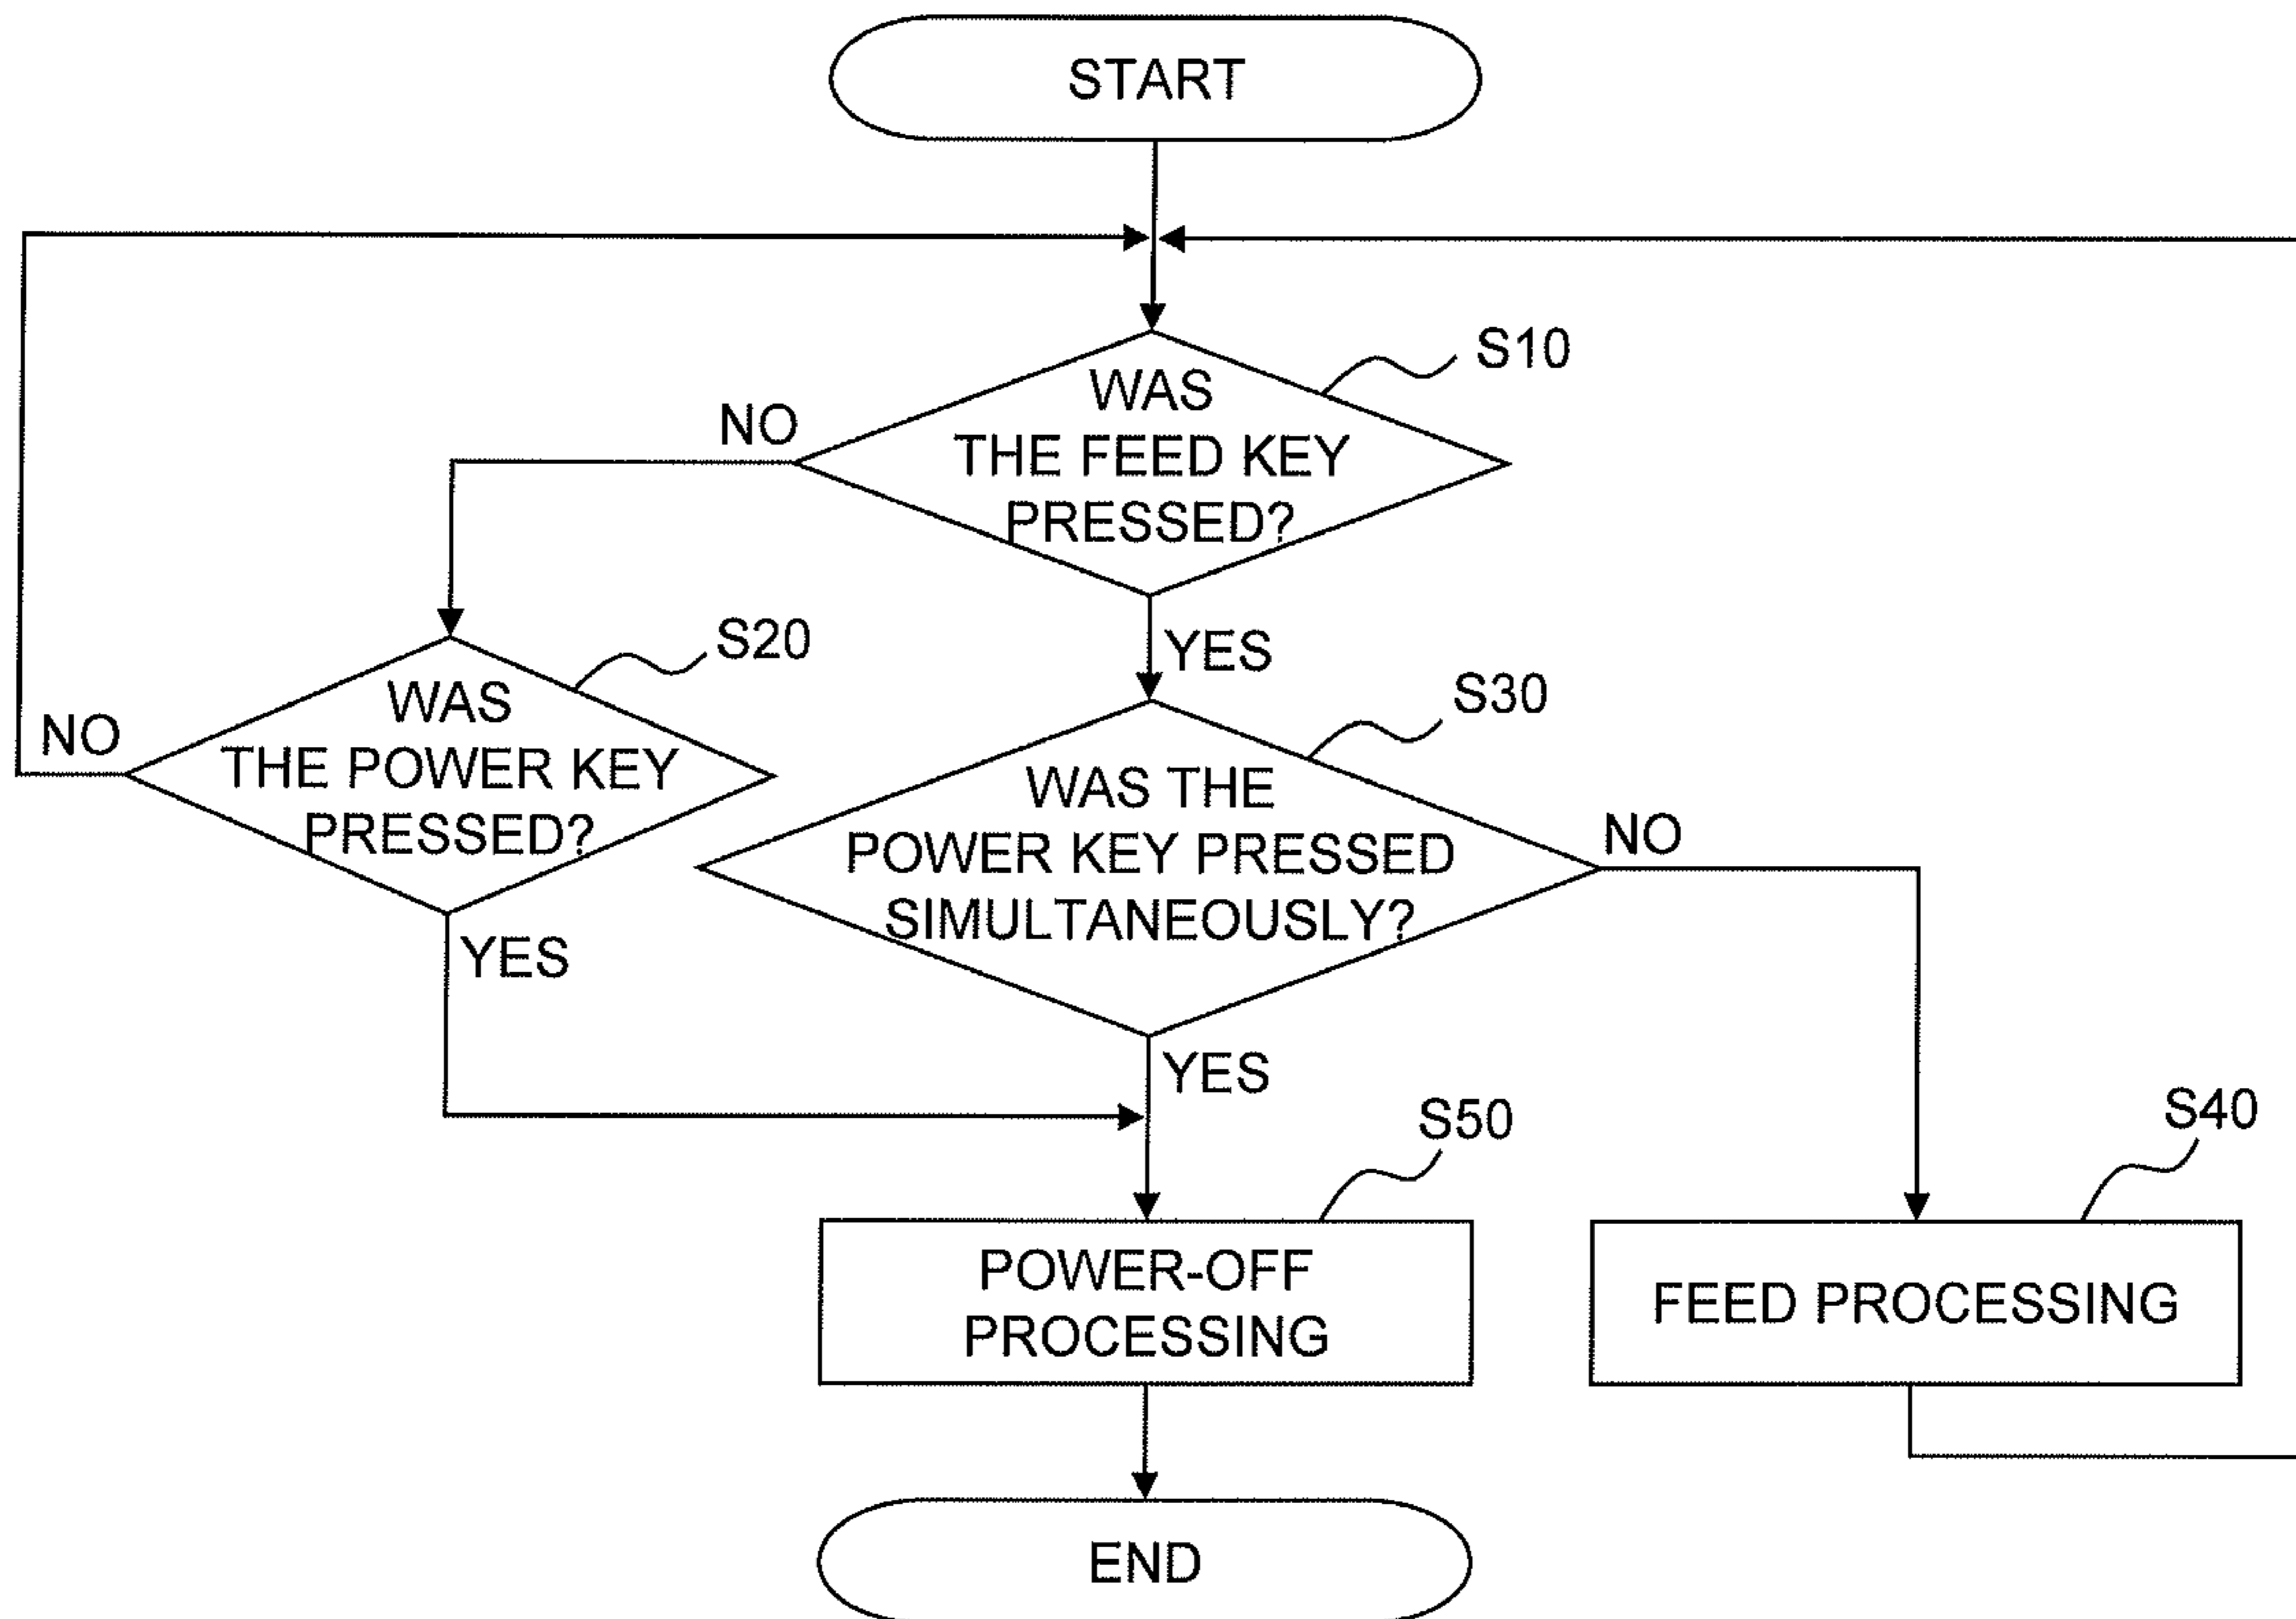 START
S10
NO
WAS
THE FEED KEY
PRESSED?
YES
S20
WAS
THE POWER KEY
PRESSED?
NO
YES
S30
WAS THE
POWER KEY PRESSED
SIMULTANEOUSLY?
NO
YES
S50
POWER-OFF
PROCESSING
S40
FEED PROCESSING
END